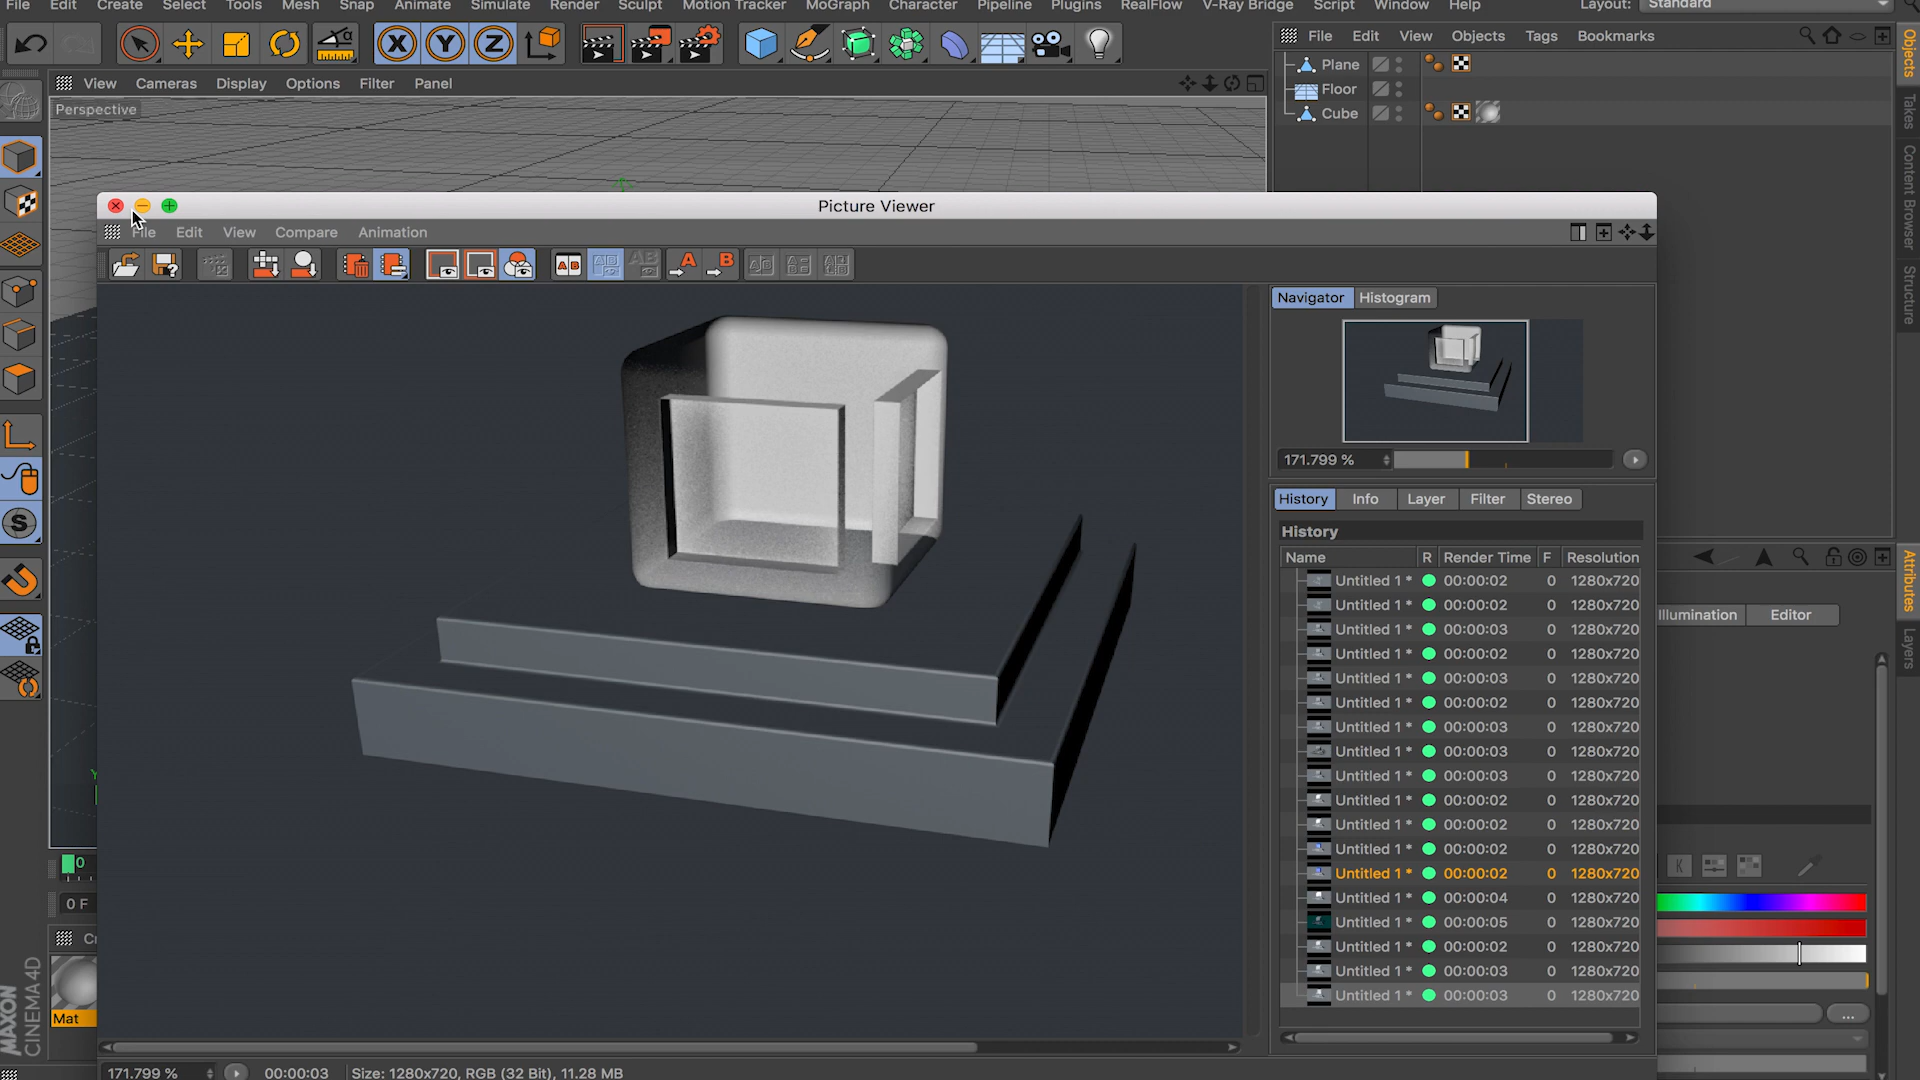 File Edit Create Select Tools Mesh Snap Animate Simulate Render Sculpt Motion Tracker MoGraph Character Pipeline Plugins RealFlow V-Ray Bridge Script Window Help Layout: Standard
File Edit View Objects Tags Bookmarks
View Cameras Display Options Filter Panel
Perspective
Plane
Floor
Cube
Objects
Takes
Content Browser
Structure
Attributes
Layers
X Y Z
Picture Viewer
File Edit View Compare Animation
A B
Navigator Histogram
171.799 %
History Info Layer Filter Stereo
History
Name R Render Time F Resolution
Untitled 1 * 00:00:02 0 1280x720
Untitled 1 * 00:00:02 0 1280x720
Untitled 1 * 00:00:03 0 1280x720
Untitled 1 * 00:00:02 0 1280x720
Untitled 1 * 00:00:03 0 1280x720
Untitled 1 * 00:00:02 0 1280x720
Untitled 1 * 00:00:03 0 1280x720
Untitled 1 * 00:00:03 0 1280x720
Untitled 1 * 00:00:03 0 1280x720
Untitled 1 * 00:00:02 0 1280x720
Untitled 1 * 00:00:02 0 1280x720
Untitled 1 * 00:00:02 0 1280x720
Untitled 1 * 00:00:02 0 1280x720
Untitled 1 * 00:00:04 0 1280x720
Untitled 1 * 00:00:05 0 1280x720
Untitled 1 * 00:00:02 0 1280x720
Untitled 1 * 00:00:03 0 1280x720
Untitled 1 * 00:00:03 0 1280x720
Illumination Editor
K
...
Y
0
0 F
Mat
MAXON
CINEMA4D
171.799 % 00:00:03 Size: 1280x720, RGB (32 Bit), 11.28 MB